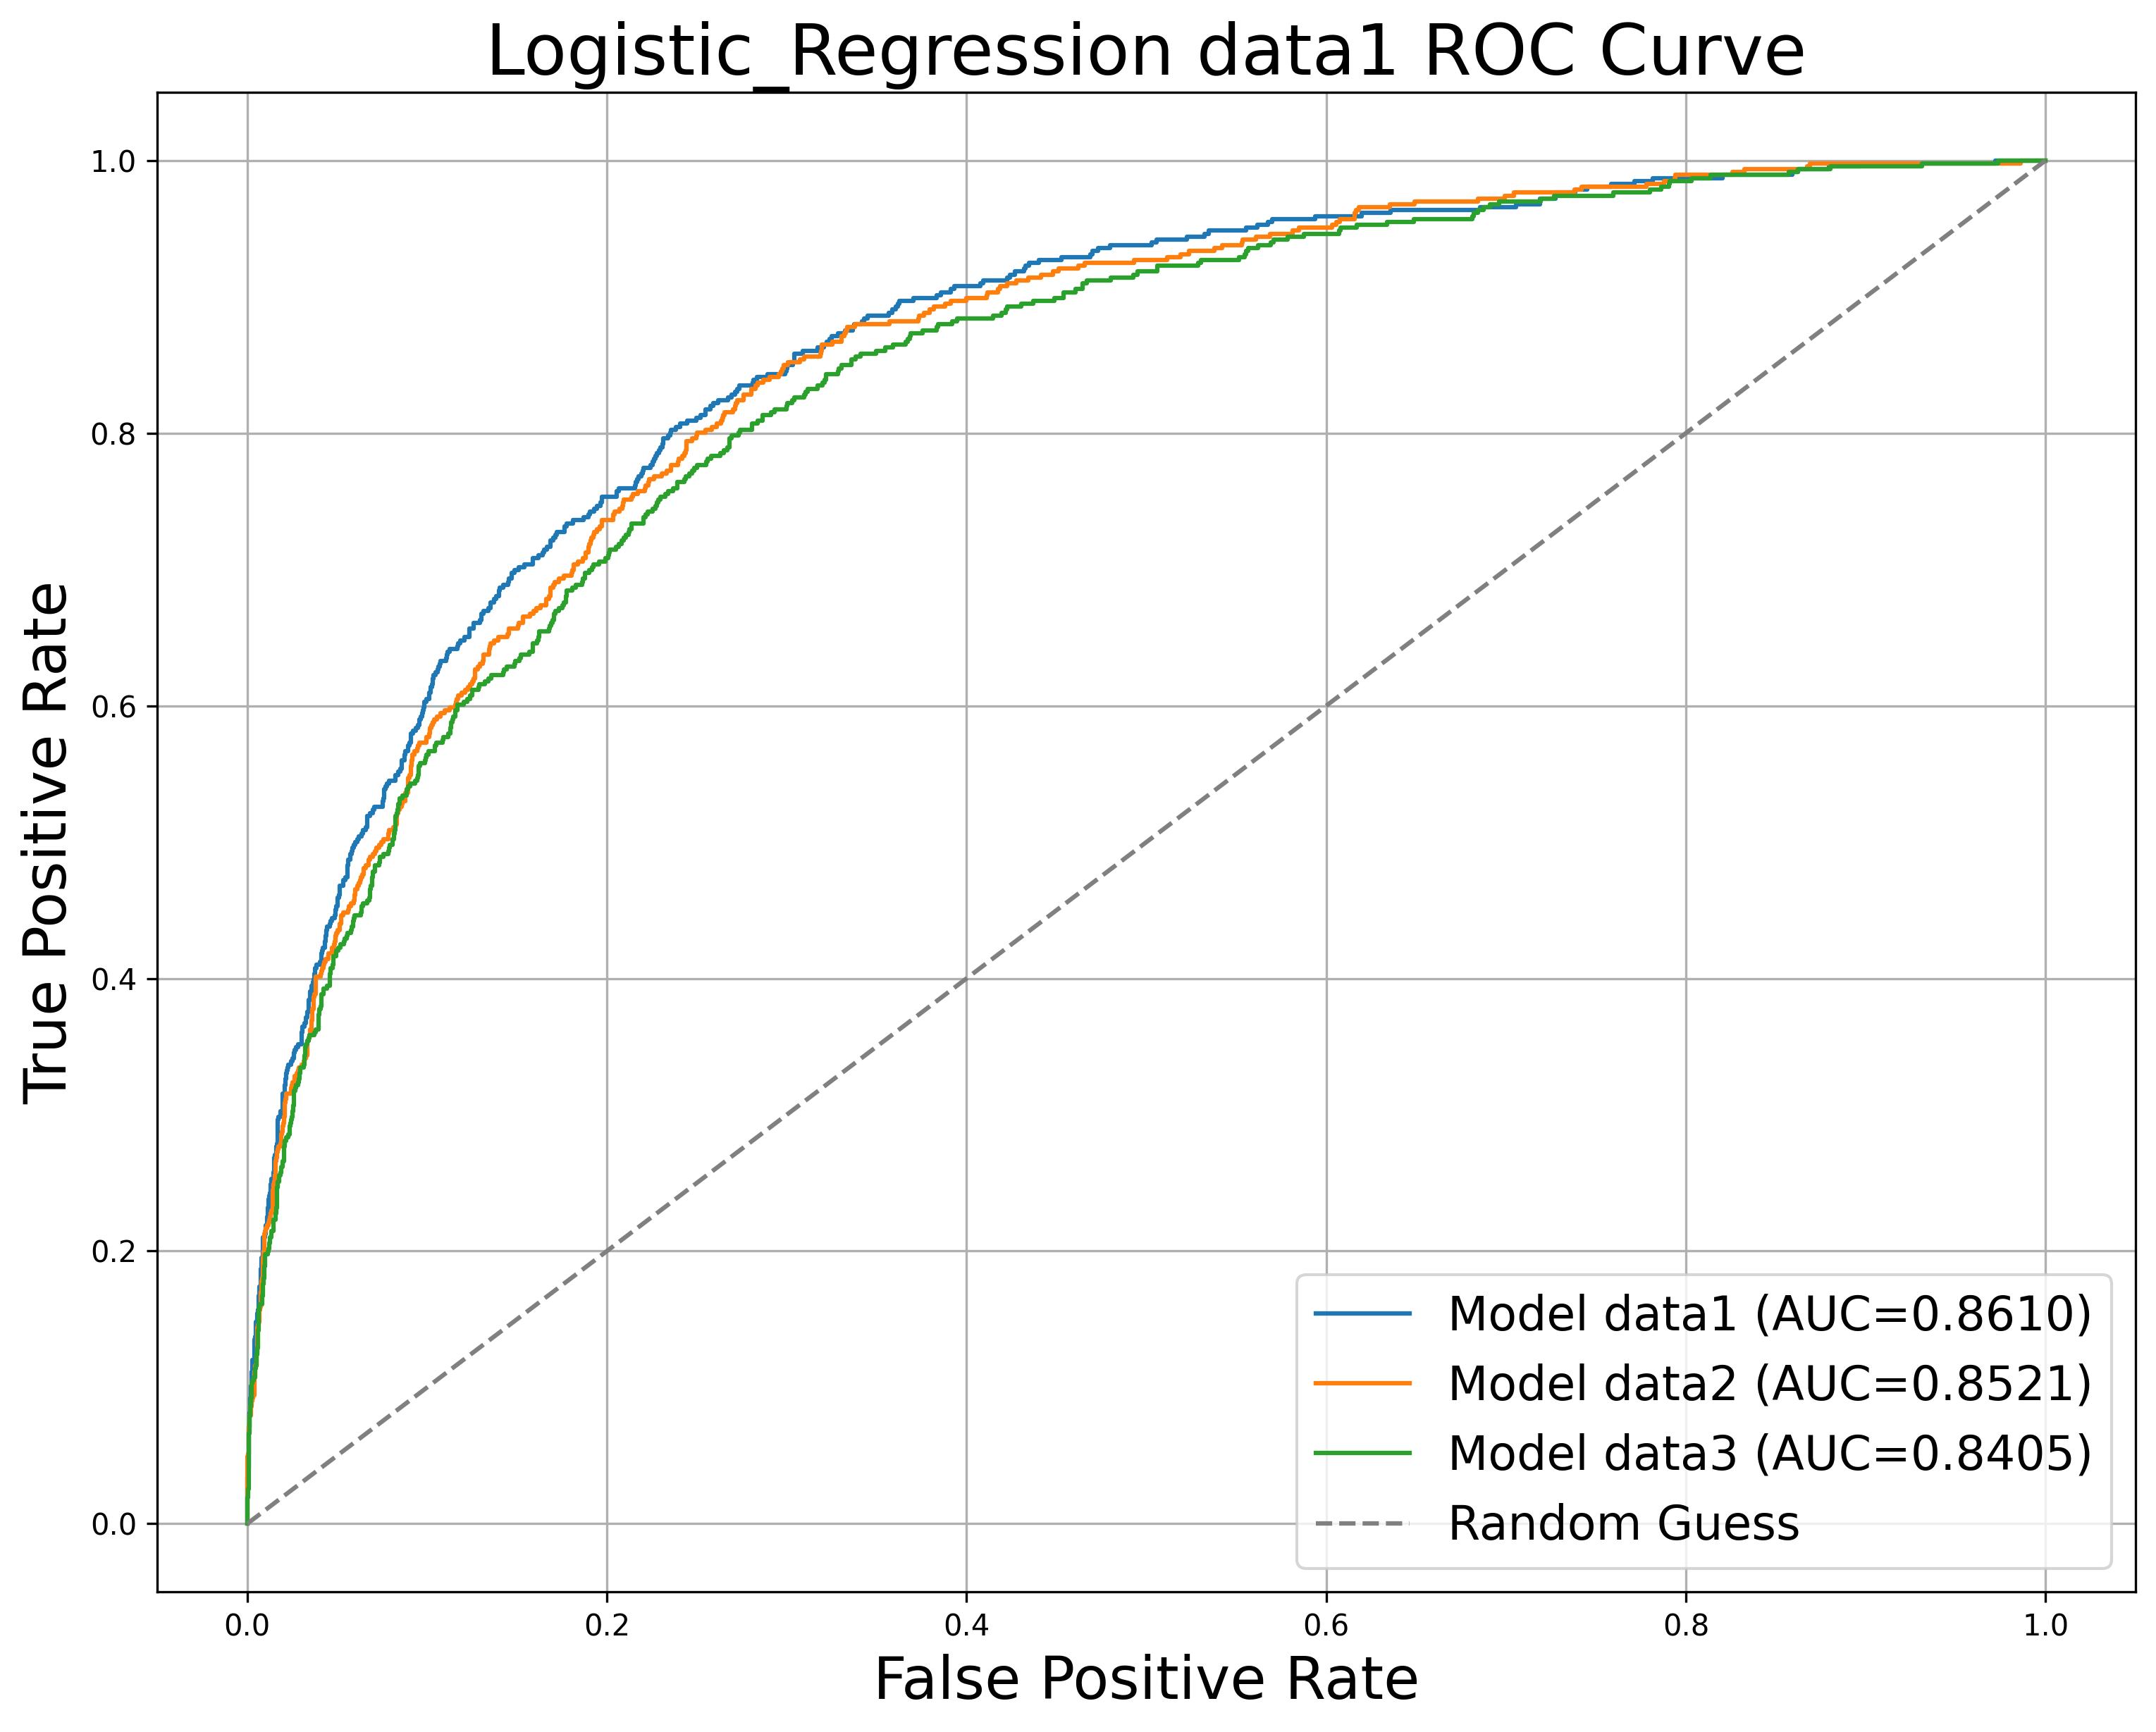 Logistic_Regression data1 ROC Curve
True Positive Rate
1.0
0.8
0.6
0.4
0.2
0.0
0.0 0.2 0.4 0.6 0.8 1.0
False Positive Rate
Model data1 (AUC=0.8610)
Model data2 (AUC=0.8521)
Model data3 (AUC=0.8405)
Random Guess